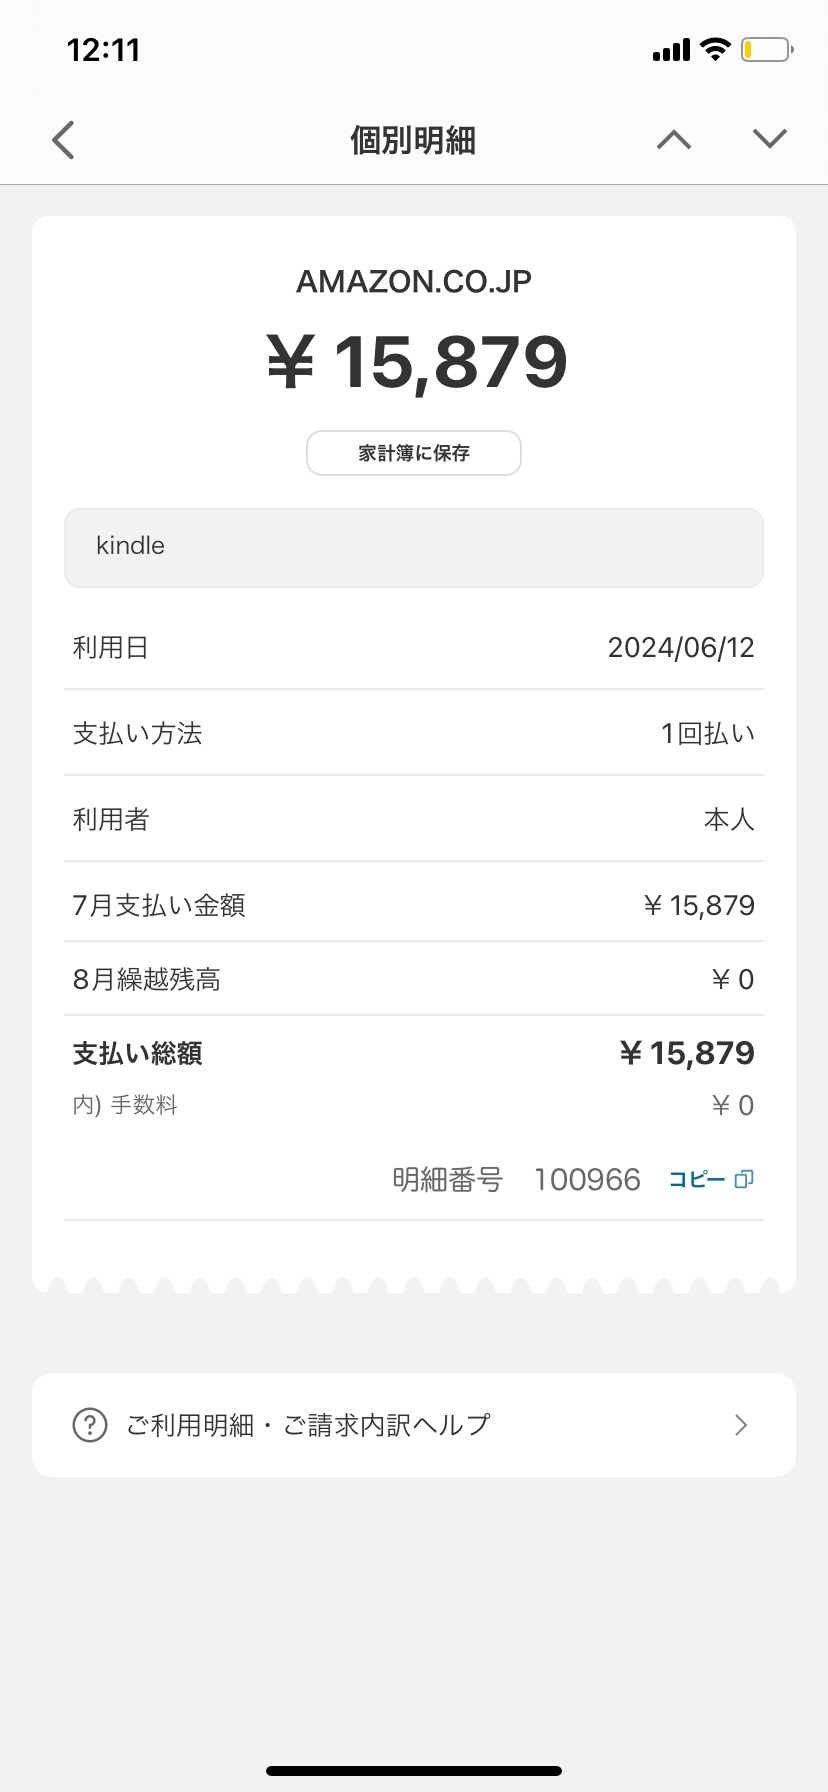 12:11
個別明細
AMAZON.CO.JP
¥ 15,879
家計簿に保存
kindle
利用日 2024/06/12
支払い方法 1回払い
利用者 本人
7月支払い金額 ¥ 15,879
8月繰越残高 ¥ 0
支払い総額 ¥ 15,879
内) 手数料 ¥ 0
明細番号 100966 コピー
ご利用明細・ご請求内訳ヘルプ